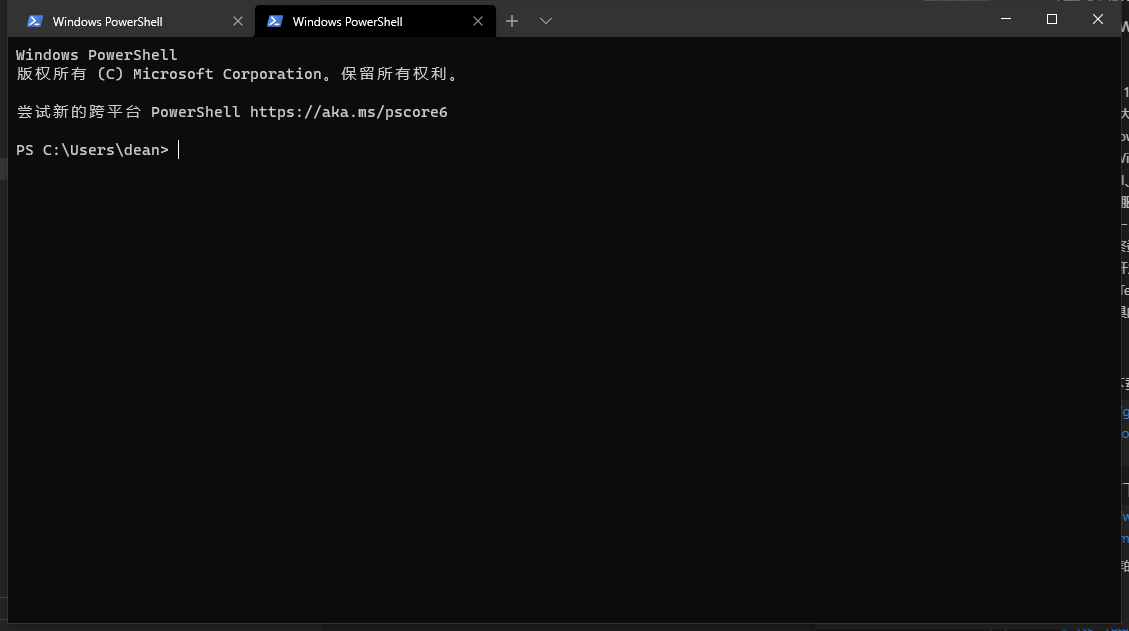 Windows PowerShell
Windows PowerShell
Windows PowerShell
版权所有 (C) Microsoft Corporation。保留所有权利。
尝试新的跨平台 PowerShell https://aka.ms/pscore6
PS C:\Users\dean>